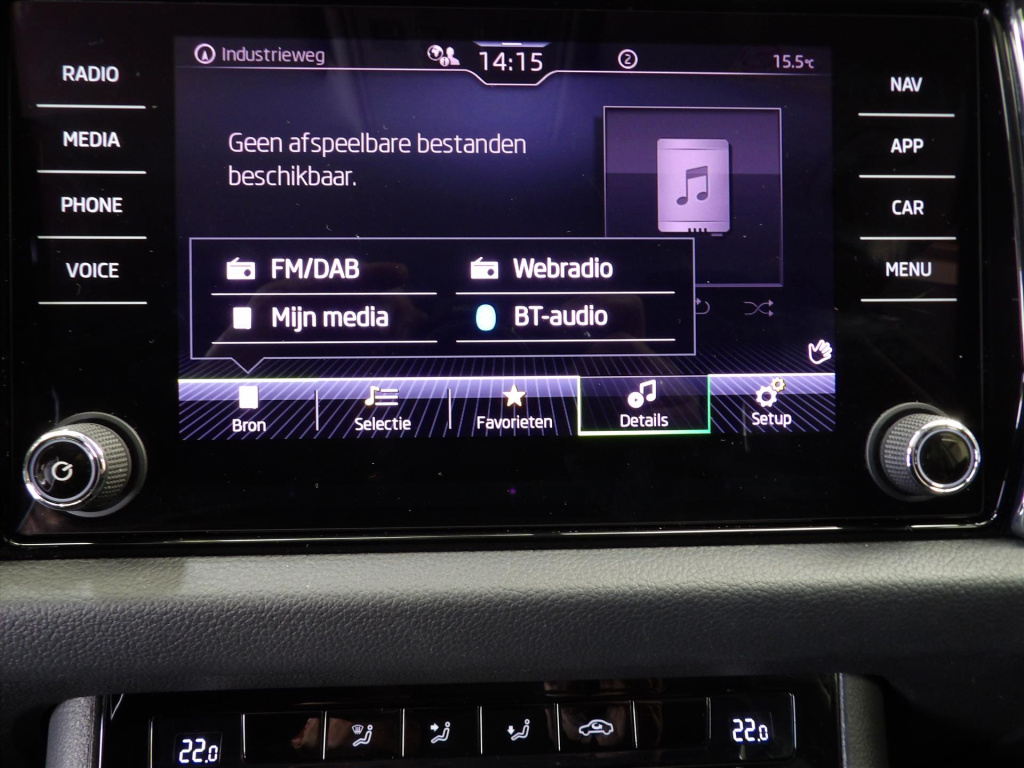 Industrieweg
14:15
2
15.5°C
RADIO
MEDIA
PHONE
VOICE
NAV
APP
CAR
MENU
Geen afspeelbare bestanden
beschikbaar.
FM/DAB
Webradio
Mijn media
BT-audio
Bron
Selectie
Favorieten
Details
Setup
22.0
22.0